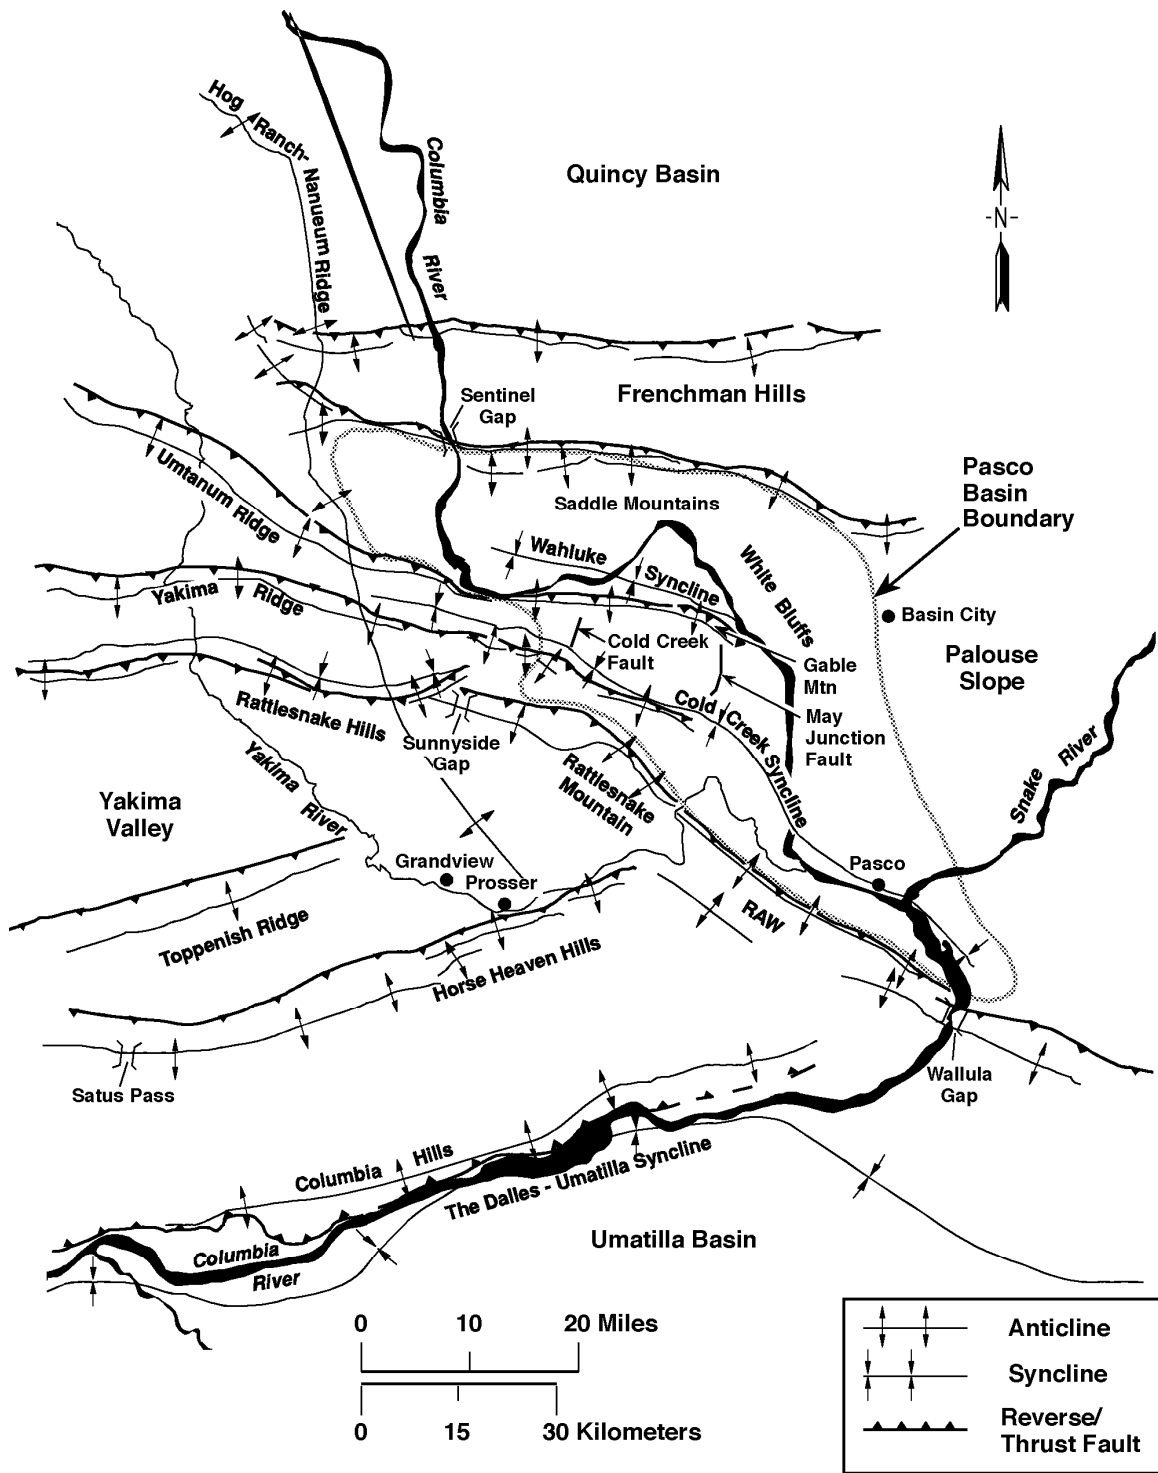 Hog
Ranch-
Nanueum Ridge
Columbia
River
Quincy Basin
-N-
Sentinel
Gap
Frenchman Hills
Umtanum Ridge
Saddle Mountains
Pasco
Basin
Boundary
Wahluke
Syncline
White Bluffs
Yakima
Ridge
Cold Creek
Fault
Basin City
Gable
Mtn
Palouse
Slope
Rattlesnake Hills
Cold Creek Syncline
May
Junction
Fault
Sunnyside
Gap
Yakima
River
Rattlesnake
Mountain
Snake
River
Yakima
Valley
Grandview
Prosser
Pasco
Toppenish Ridge
RAW
Horse Heaven Hills
Satus Pass
Wallula
Gap
Columbia
Hills
The Dalles - Umatilla Syncline
Columbia
River
Umatilla Basin
0 10 20 Miles
0 15 30 Kilometers
Anticline
Syncline
Reverse/
Thrust Fault